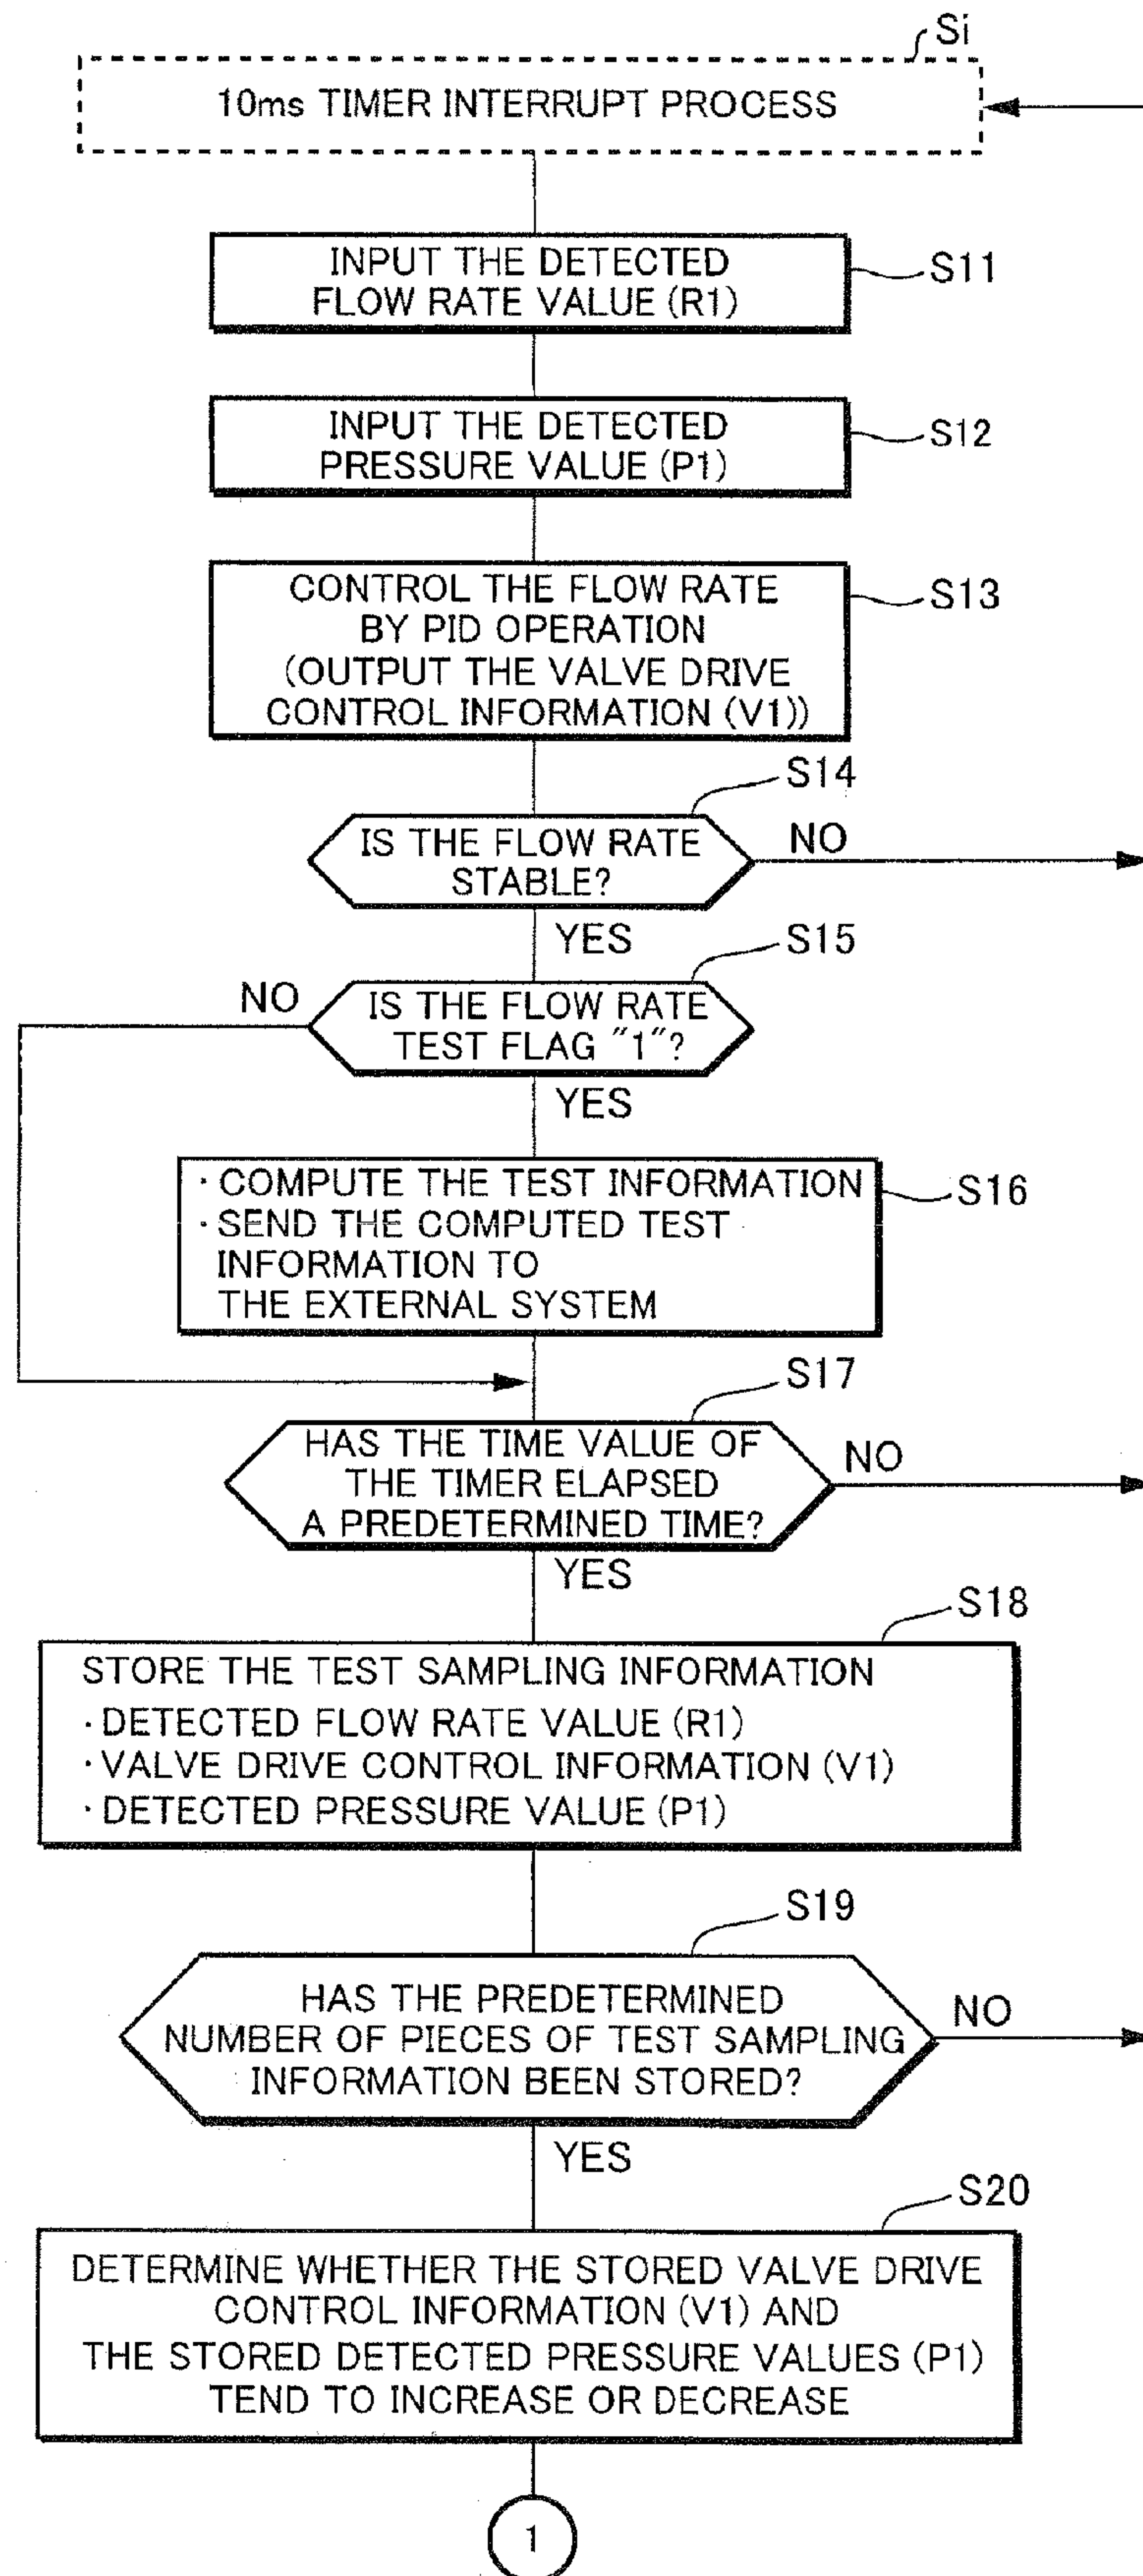 Si
10ms TIMER INTERRUPT PROCESS
INPUT THE DETECTED
FLOW RATE VALUE (R1)
S11
INPUT THE DETECTED
PRESSURE VALUE (P1)
S12
CONTROL THE FLOW RATE
BY PID OPERATION
(OUTPUT THE VALVE DRIVE
CONTROL INFORMATION (V1))
S13
S14
IS THE FLOW RATE
STABLE?
NO
YES
S15
NO
IS THE FLOW RATE
TEST FLAG "1"?
YES
· COMPUTE THE TEST INFORMATION
· SEND THE COMPUTED TEST
INFORMATION TO
THE EXTERNAL SYSTEM
S16
S17
HAS THE TIME VALUE OF
THE TIMER ELAPSED
A PREDETERMINED TIME?
NO
YES
S18
STORE THE TEST SAMPLING INFORMATION
· DETECTED FLOW RATE VALUE (R1)
· VALVE DRIVE CONTROL INFORMATION (V1)
· DETECTED PRESSURE VALUE (P1)
S19
HAS THE PREDETERMINED
NUMBER OF PIECES OF TEST SAMPLING
INFORMATION BEEN STORED?
NO
YES
S20
DETERMINE WHETHER THE STORED VALVE DRIVE
CONTROL INFORMATION (V1) AND
THE STORED DETECTED PRESSURE VALUES (P1)
TEND TO INCREASE OR DECREASE
1